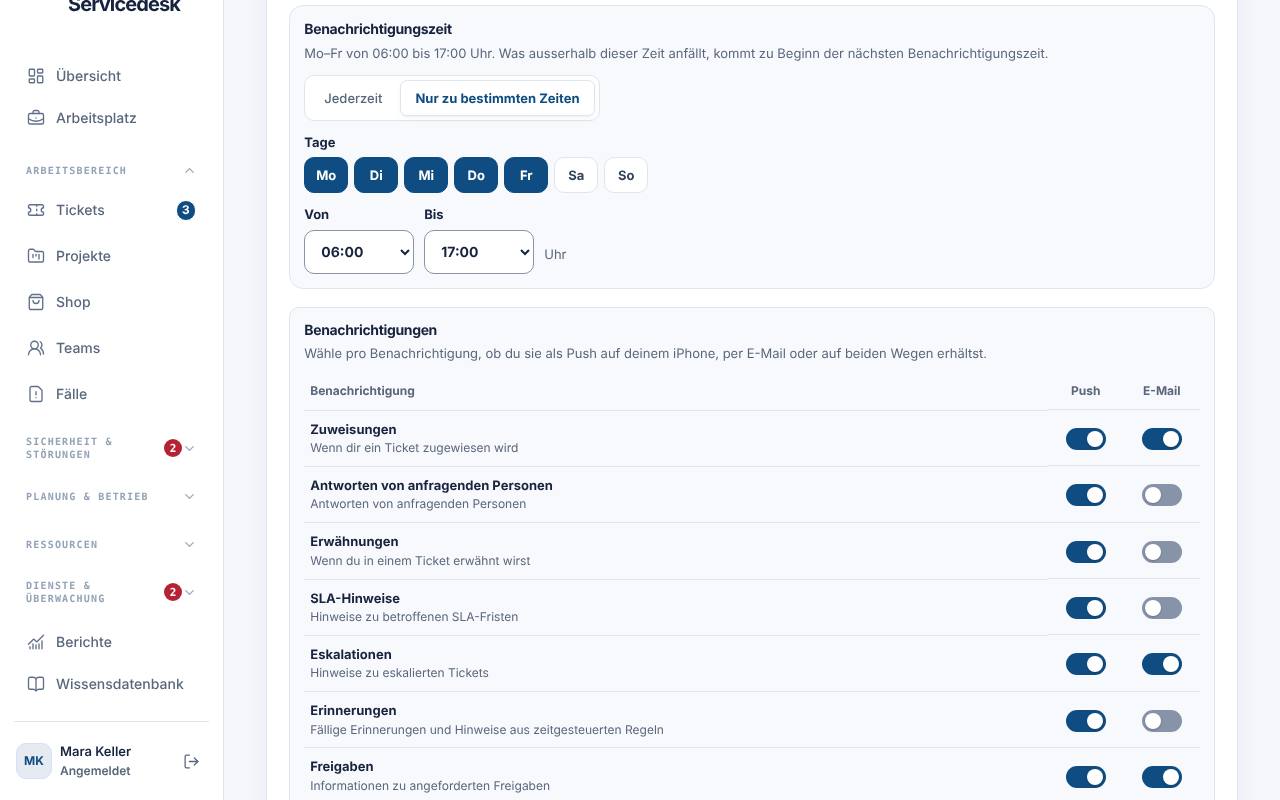 Servicedesk
Übersicht
Arbeitsplatz
ARBEITSBEREICH
Tickets 3
Projekte
Shop
Teams
Fälle
SICHERHEIT &
STÖRUNGEN 2
PLANUNG & BETRIEB
RESSOURCEN
DIENSTE &
ÜBERWACHUNG 2
Berichte
Wissensdatenbank
MK Mara Keller
Angemeldet
Benachrichtigungszeit
Mo–Fr von 06:00 bis 17:00 Uhr. Was ausserhalb dieser Zeit anfällt, kommt zu Beginn der nächsten Benachrichtigungszeit.
Jederzeit Nur zu bestimmten Zeiten
Tage
Mo Di Mi Do Fr Sa So
Von Bis
06:00 17:00 Uhr
Benachrichtigungen
Wähle pro Benachrichtigung, ob du sie als Push auf deinem iPhone, per E-Mail oder auf beiden Wegen erhältst.
Benachrichtigung Push E-Mail
Zuweisungen
Wenn dir ein Ticket zugewiesen wird
Antworten von anfragenden Personen
Antworten von anfragenden Personen
Erwähnungen
Wenn du in einem Ticket erwähnt wirst
SLA-Hinweise
Hinweise zu betroffenen SLA-Fristen
Eskalationen
Hinweise zu eskalierten Tickets
Erinnerungen
Fällige Erinnerungen und Hinweise aus zeitgesteuerten Regeln
Freigaben
Informationen zu angeforderten Freigaben